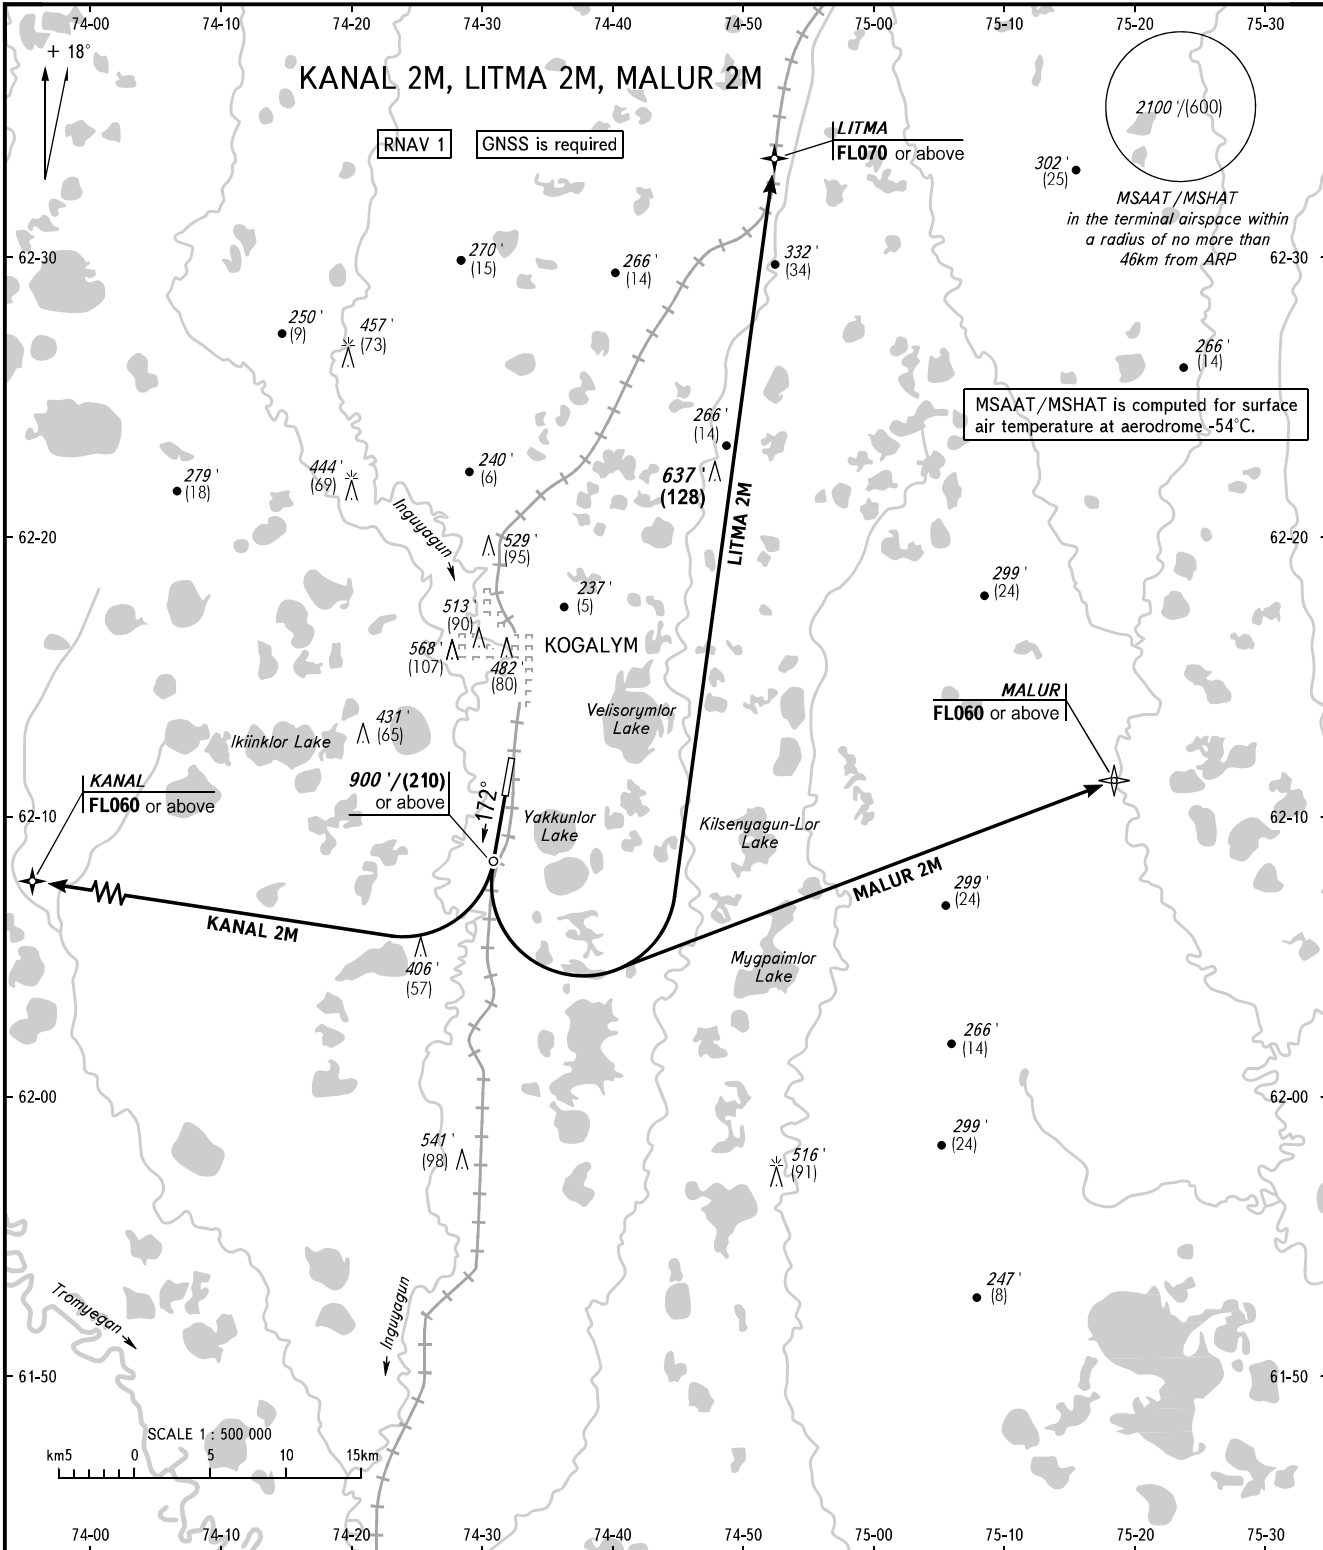 74-00 74-10 74-20 74-30 74-40 74-50 75-00 75-10 75-20 75-30
+ 18°
KANAL 2M, LITMA 2M, MALUR 2M
RNAV 1
GNSS is required
LITMA
FL070 or above
2100 '/(600)
MSAAT/MSHAT
in the terminal airspace within
a radius of no more than
46km from ARP
302 '
(25)
62-30
270 '
(15)
266 '
(14)
332 '
(34)
62-30
250 '
(9)
457 '
(73)
266 '
(14)
MSAAT/MSHAT is computed for surface
air temperature at aerodrome -54°C.
266 '
(14)
637 '
(128)
279 '
(18)
444 '
(69)
240 '
(6)
Inguyagun
LITMA 2M
62-20
529 '
(95)
62-20
237 '
(5)
299 '
(24)
513 '
(90)
568 '
(107)
482 '
(80)
KOGALYM
Velisorymlor
Lake
MALUR
FL060 or above
431 '
(65)
Ikiinklor Lake
KANAL
FL060 or above
900 '/(210)
or above
172°
62-10
Yakkunlor
Lake
Kilsenyagun-Lor
Lake
62-10
KANAL 2M
MALUR 2M
299 '
(24)
406 '
(57)
Mygpaimlor
Lake
266 '
(14)
62-00
62-00
541 '
(98)
516 '
(91)
299 '
(24)
247 '
(8)
Tromyegan
Inguyagun
61-50
61-50
SCALE 1 : 500 000
km5 0 5 10 15km
74-00 74-10 74-20 74-30 74-40 74-50 75-00 75-10 75-20 75-30